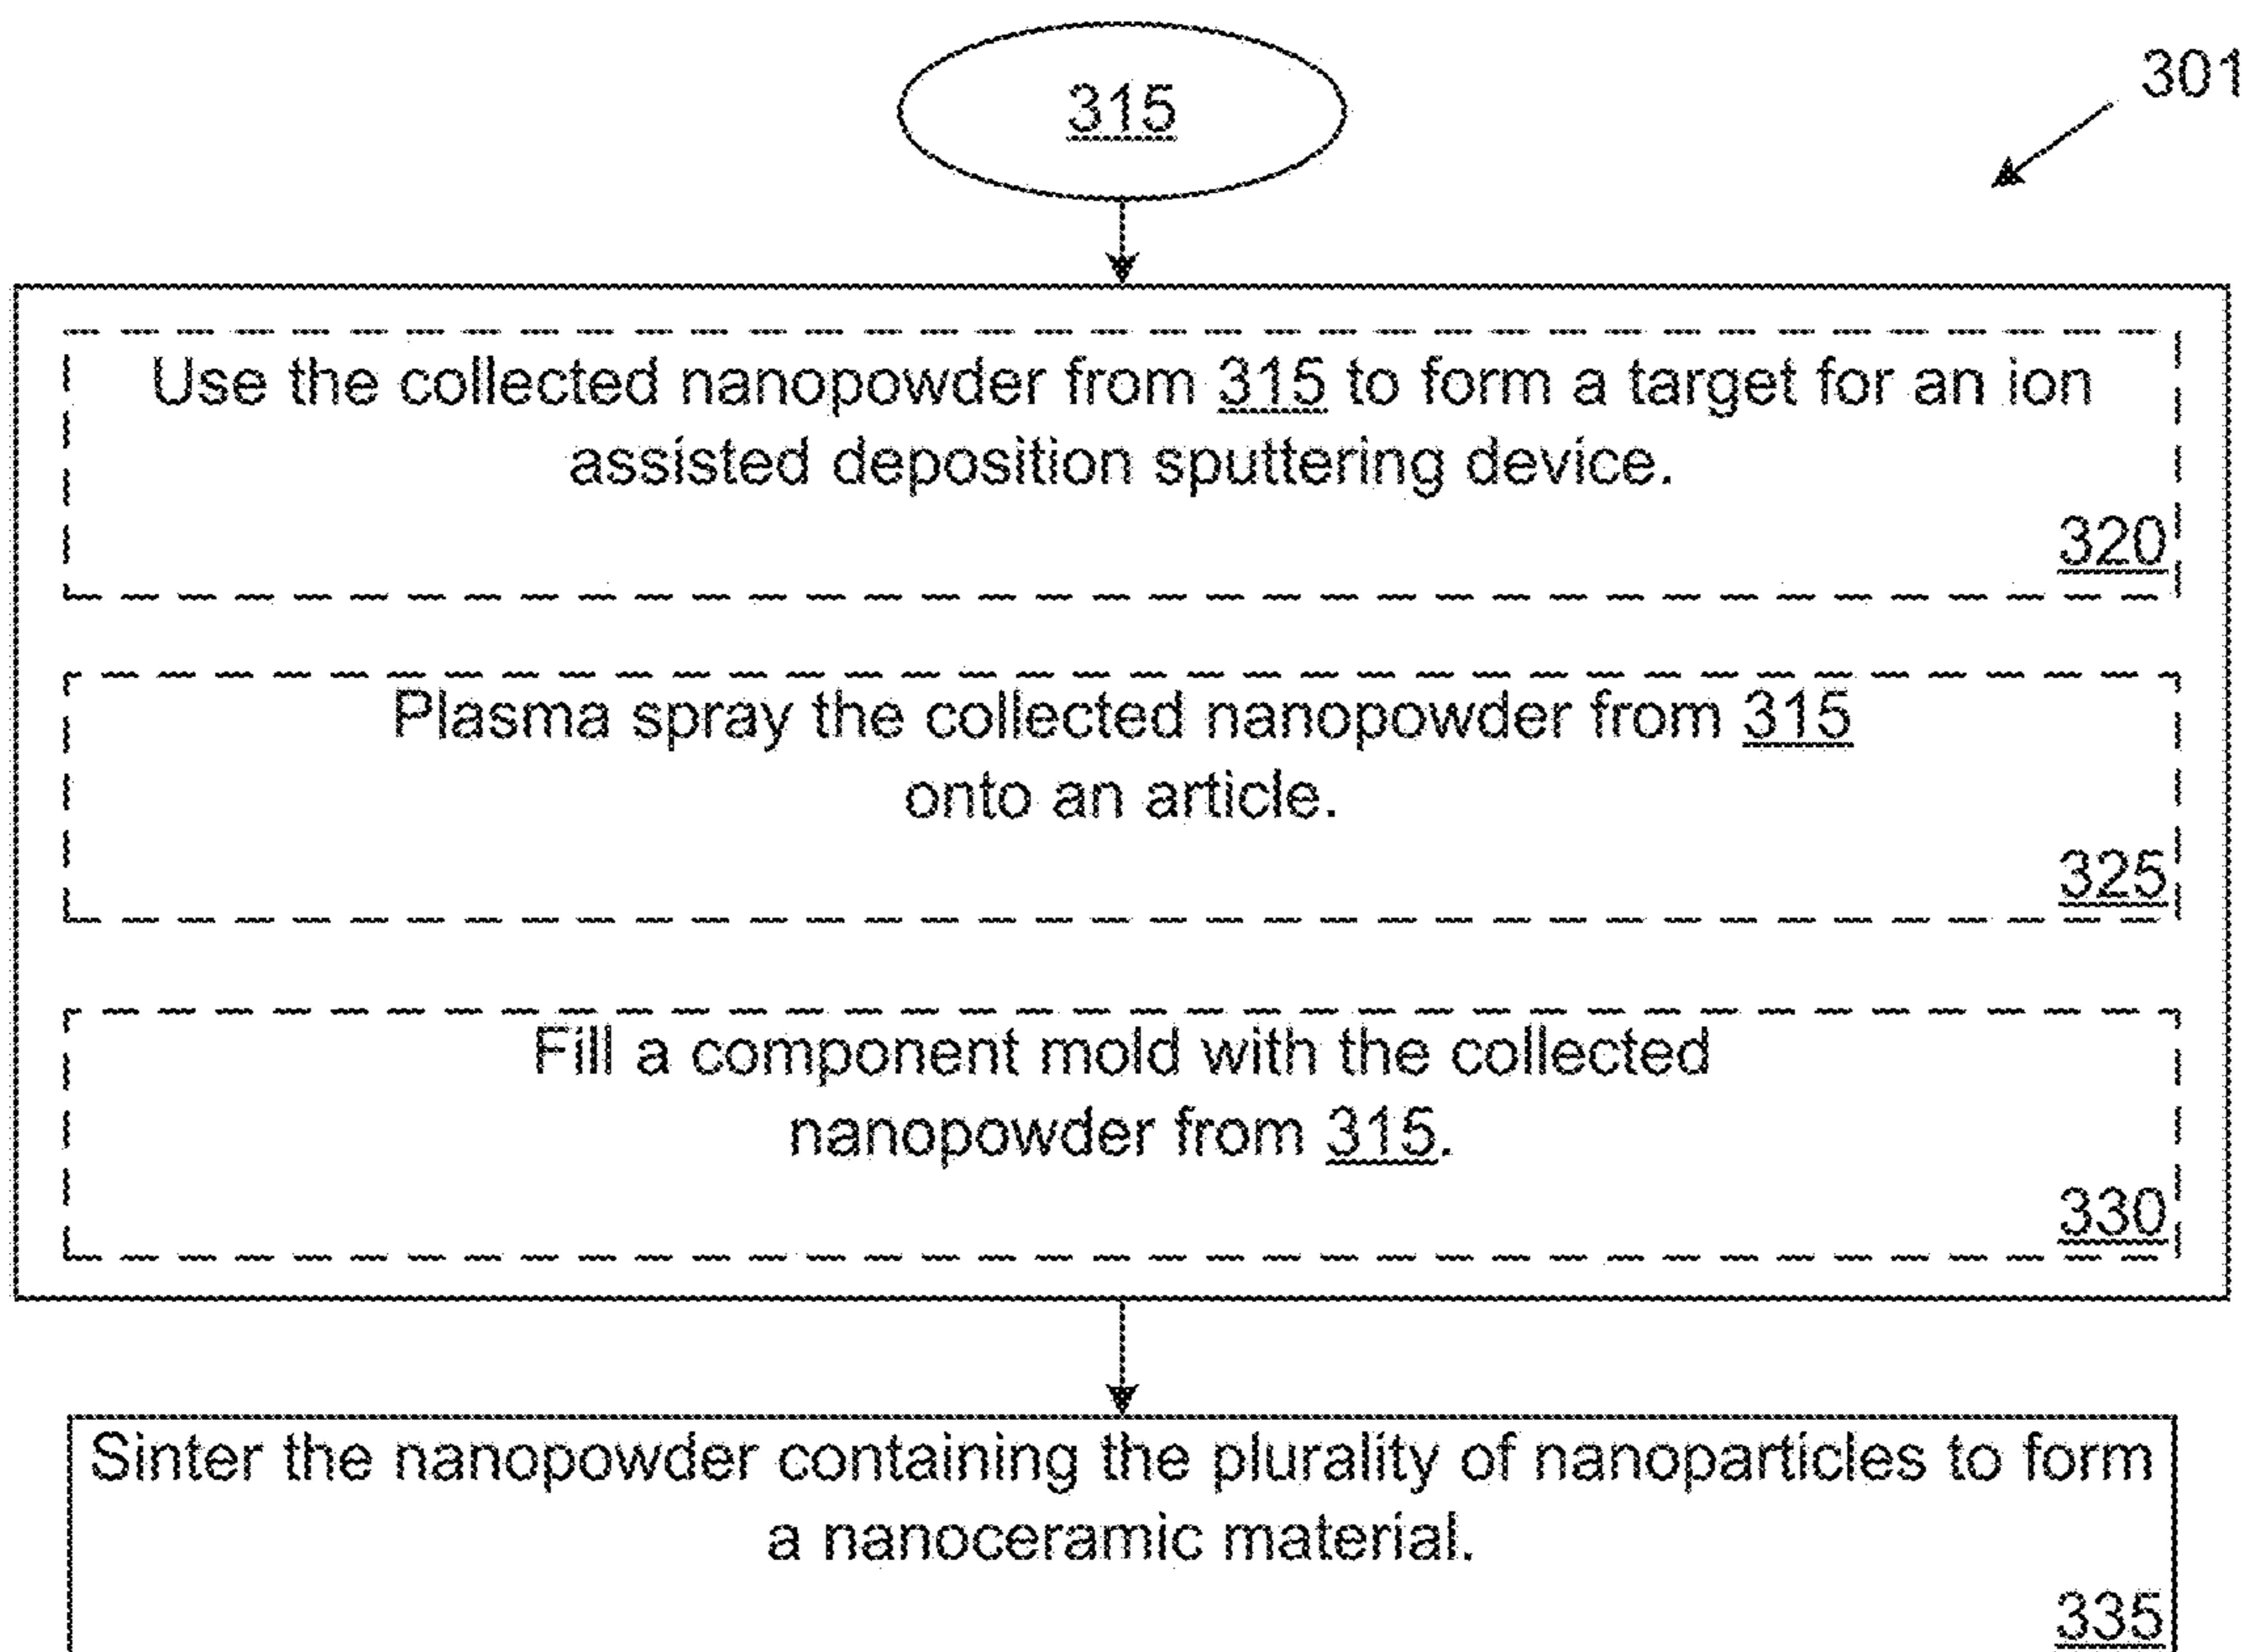 315
301
Use the collected nanopowder from 315 to form a target for an ion
assisted deposition sputtering device.
320
Plasma spray the collected nanopowder from 315
onto an article.
325
Fill a component mold with the collected
nanopowder from 315.
330
Sinter the nanopowder containing the plurality of nanoparticles to form
a nanoceramic material.
335